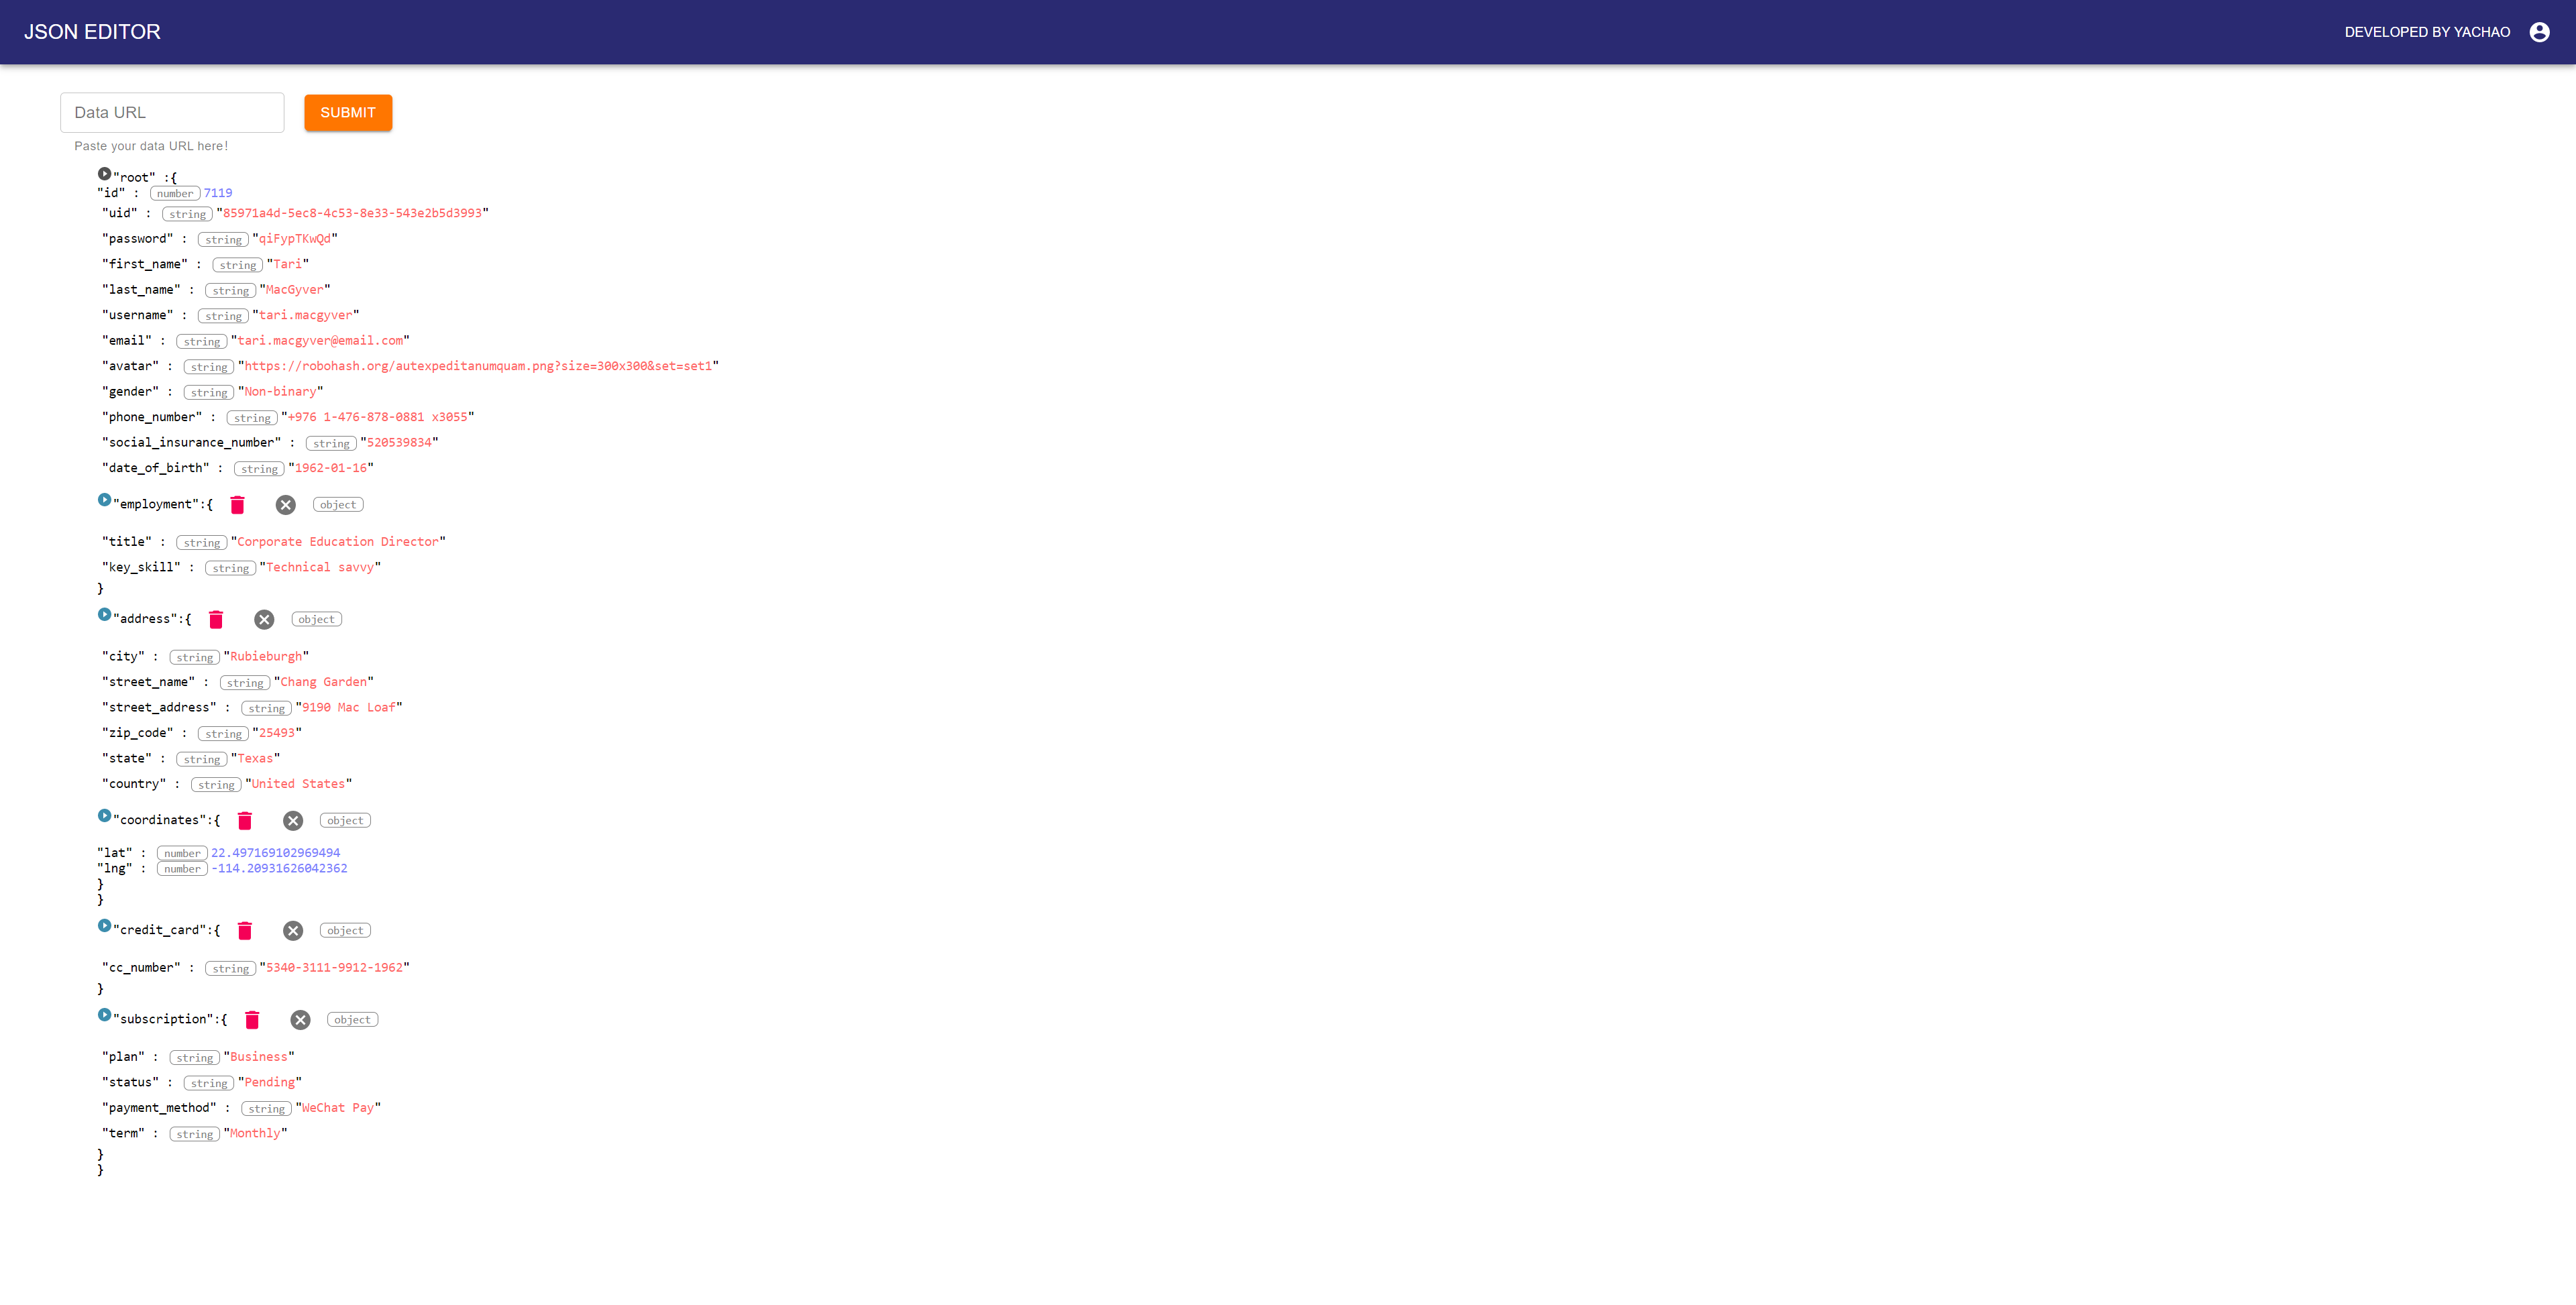 JSON EDITOR
DEVELOPED BY YACHAO
Data URL
SUBMIT
Paste your data URL here!
"root" :{
"id" : number 7119
"uid" : string "85971a4d-5ec8-4c53-8e33-543e2b5d3993"
"password" : string "qiFypTKwQd"
"first_name" : string "Tari"
"last_name" : string "MacGyver"
"username" : string "tari.macgyver"
"email" : string "tari.macgyver@email.com"
"avatar" : string "https://robohash.org/autexpeditanumquam.png?size=300x300&set=set1"
"gender" : string "Non-binary"
"phone_number" : string "+976 1-476-878-0881 x3055"
"social_insurance_number" : string "520539834"
"date_of_birth" : string "1962-01-16"
"employment":{ object
"title" : string "Corporate Education Director"
"key_skill" : string "Technical savvy"
}
"address":{ object
"city" : string "Rubieburgh"
"street_name" : string "Chang Garden"
"street_address" : string "9190 Mac Loaf"
"zip_code" : string "25493"
"state" : string "Texas"
"country" : string "United States"
"coordinates":{ object
"lat" : number 22.497169102969494
"lng" : number -114.20931626042362
}
}
"credit_card":{ object
"cc_number" : string "5340-3111-9912-1962"
}
"subscription":{ object
"plan" : string "Business"
"status" : string "Pending"
"payment_method" : string "WeChat Pay"
"term" : string "Monthly"
}
}